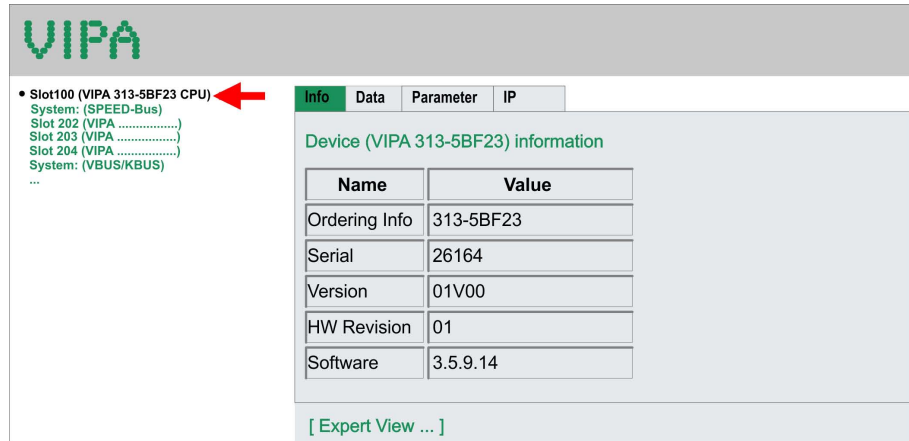 VIPA
• Slot100 (VIPA 313-5BF23 CPU)
System: (SPEED-Bus)
Slot 202 (VIPA ................)
Slot 203 (VIPA ................)
Slot 204 (VIPA ................)
System: (VBUS/KBUS)
...
Info Data Parameter IP
Device (VIPA 313-5BF23) information
Name Value
Ordering Info 313-5BF23
Serial 26164
Version 01V00
HW Revision 01
Software 3.5.9.14
[ Expert View ... ]